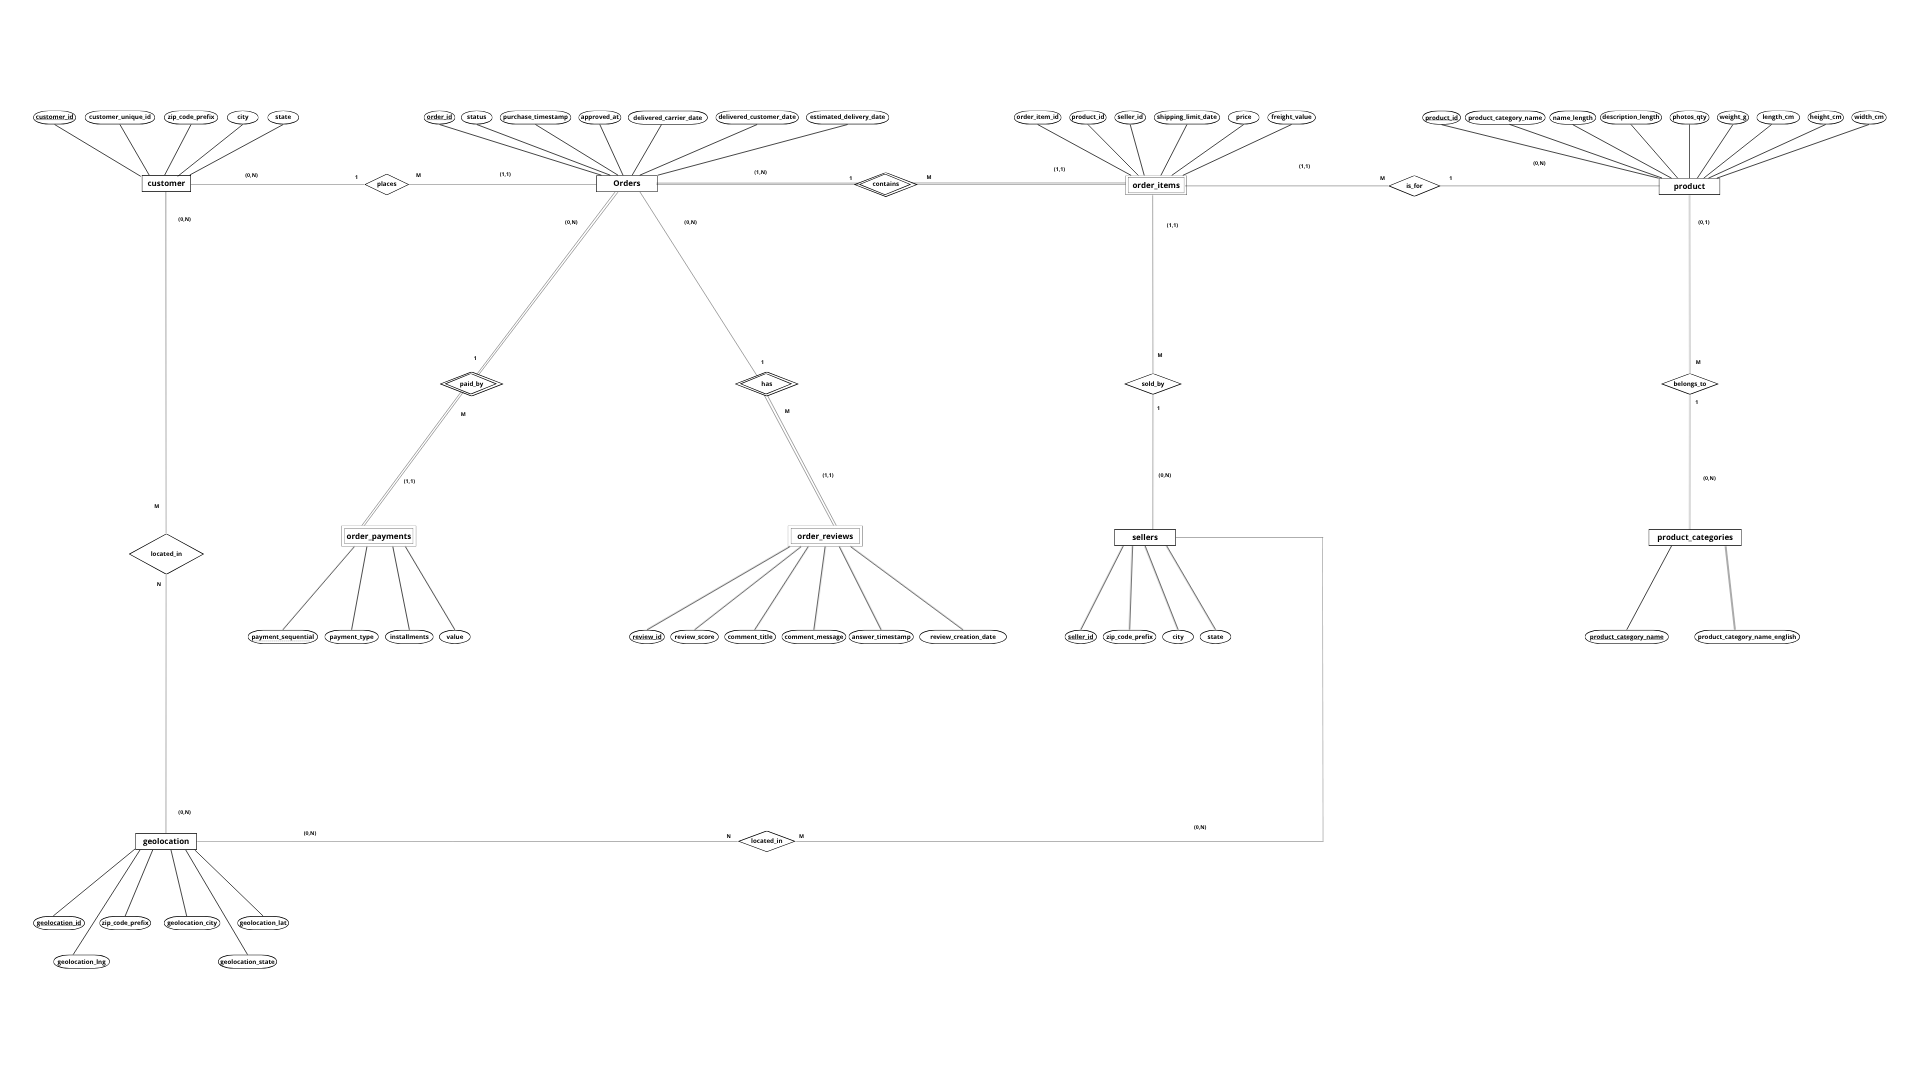 customer_id customer_unique_id zip_code_prefix city state order_id status purchase_timestamp approved_at delivered_carrier_date delivered_customer_date estimated_delivery_date order_item_id product_id seller_id shipping_limit_date price freight_value product_id product_category_name name_length description_length photos_qty weight_g length_cm height_cm width_cm
(0,N) 1 M (1,1) (1,N) 1 M (1,1) (1,1) M 1 (0,N)
customer places Orders contains order_items is_for product
(0,N) (0,N) (0,N) (1,1) (0,1)
1 1 M M
paid_by has sold_by belongs_to
M M 1 1
(1,1) (1,1) (0,N) (0,N)
M
order_payments order_reviews sellers product_categories
located_in
N
payment_sequential payment_type installments value review_id review_score comment_title comment_message answer_timestamp review_creation_date seller_id zip_code_prefix city state product_category_name product_category_name_english
(0,N) (0,N) N M (0,N)
geolocation located_in
geolocation_id zip_code_prefix geolocation_city geolocation_lat
geolocation_lng geolocation_state